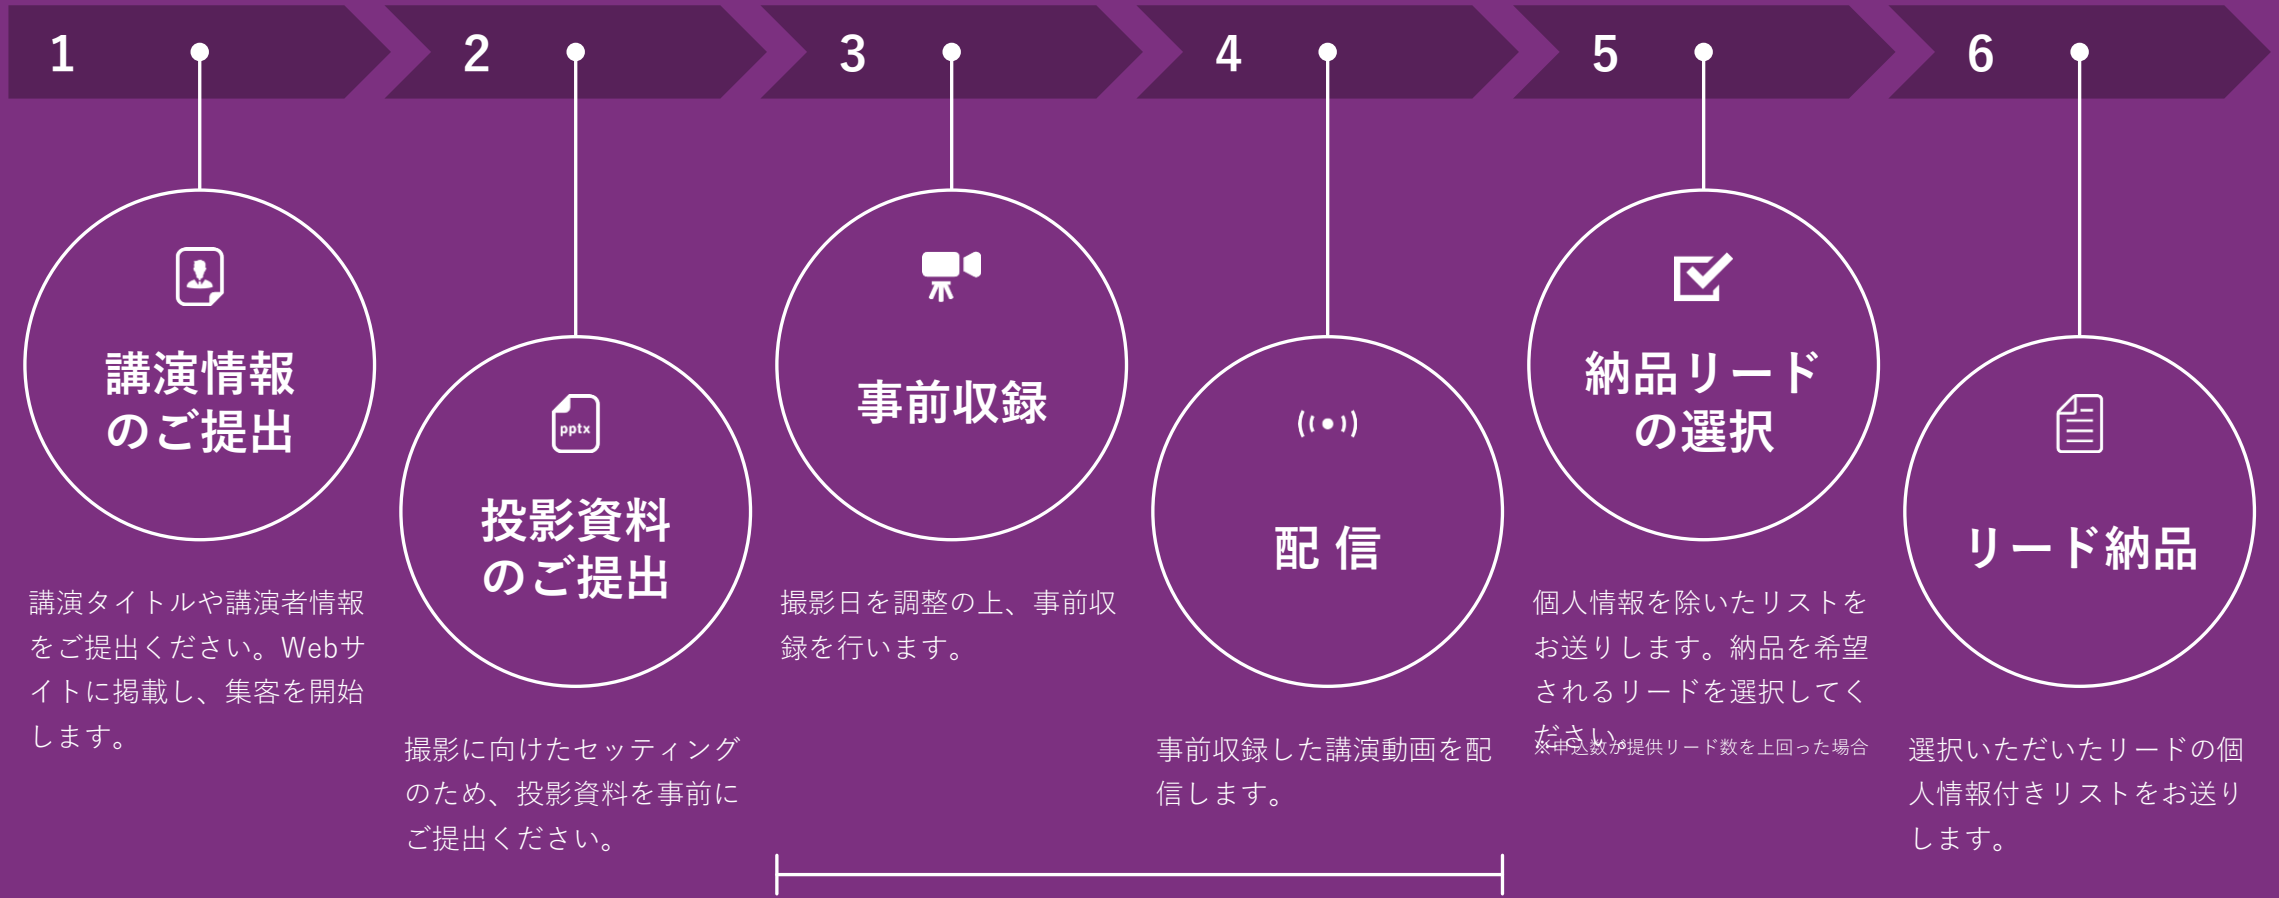 1
2
3
4
5
6
講演情報
のご提出
講演タイトルや講演者情報
をご提出ください。Webサ
イトに掲載し、集客を開始
します。
pptx
投影資料
のご提出
撮影に向けたセッティング
のため、投影資料を事前に
ご提出ください。
事前収録
撮影日を調整の上、事前収
録を行います。
配 信
事前収録した講演動画を配
信します。
納品リード
の選択
個人情報を除いたリストを
お送りします。納品を希望
されるリードを選択してく
ださい。
※申込数が提供リード数を上回った場合
リード納品
選択いただいたリードの個
人情報付きリストをお送り
します。